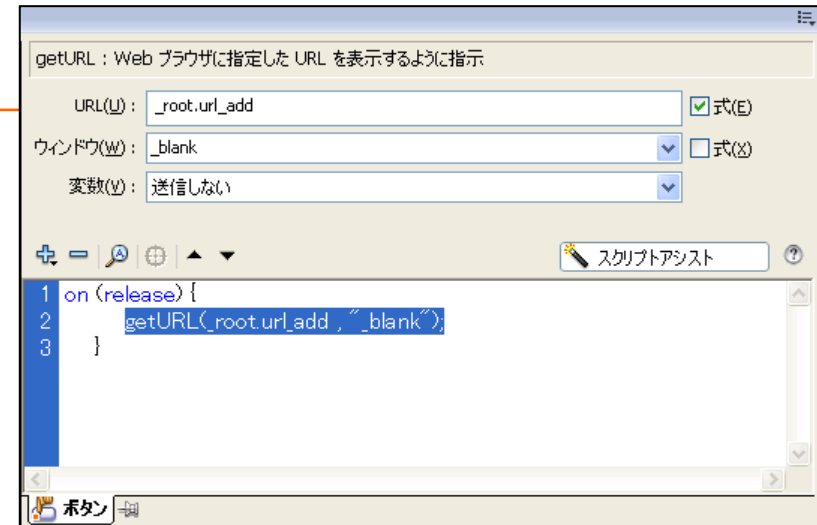 getURL : Web ブラウザに指定した URL を表示するように指示
URL(U) : _root.url_add 式(E)
ウィンドウ(W) : _blank 式(X)
変数(V) : 送信しない
スクリプトアシスト
1 on (release) {
2 getURL(_root.url_add , "_blank");
3 }
ボタン